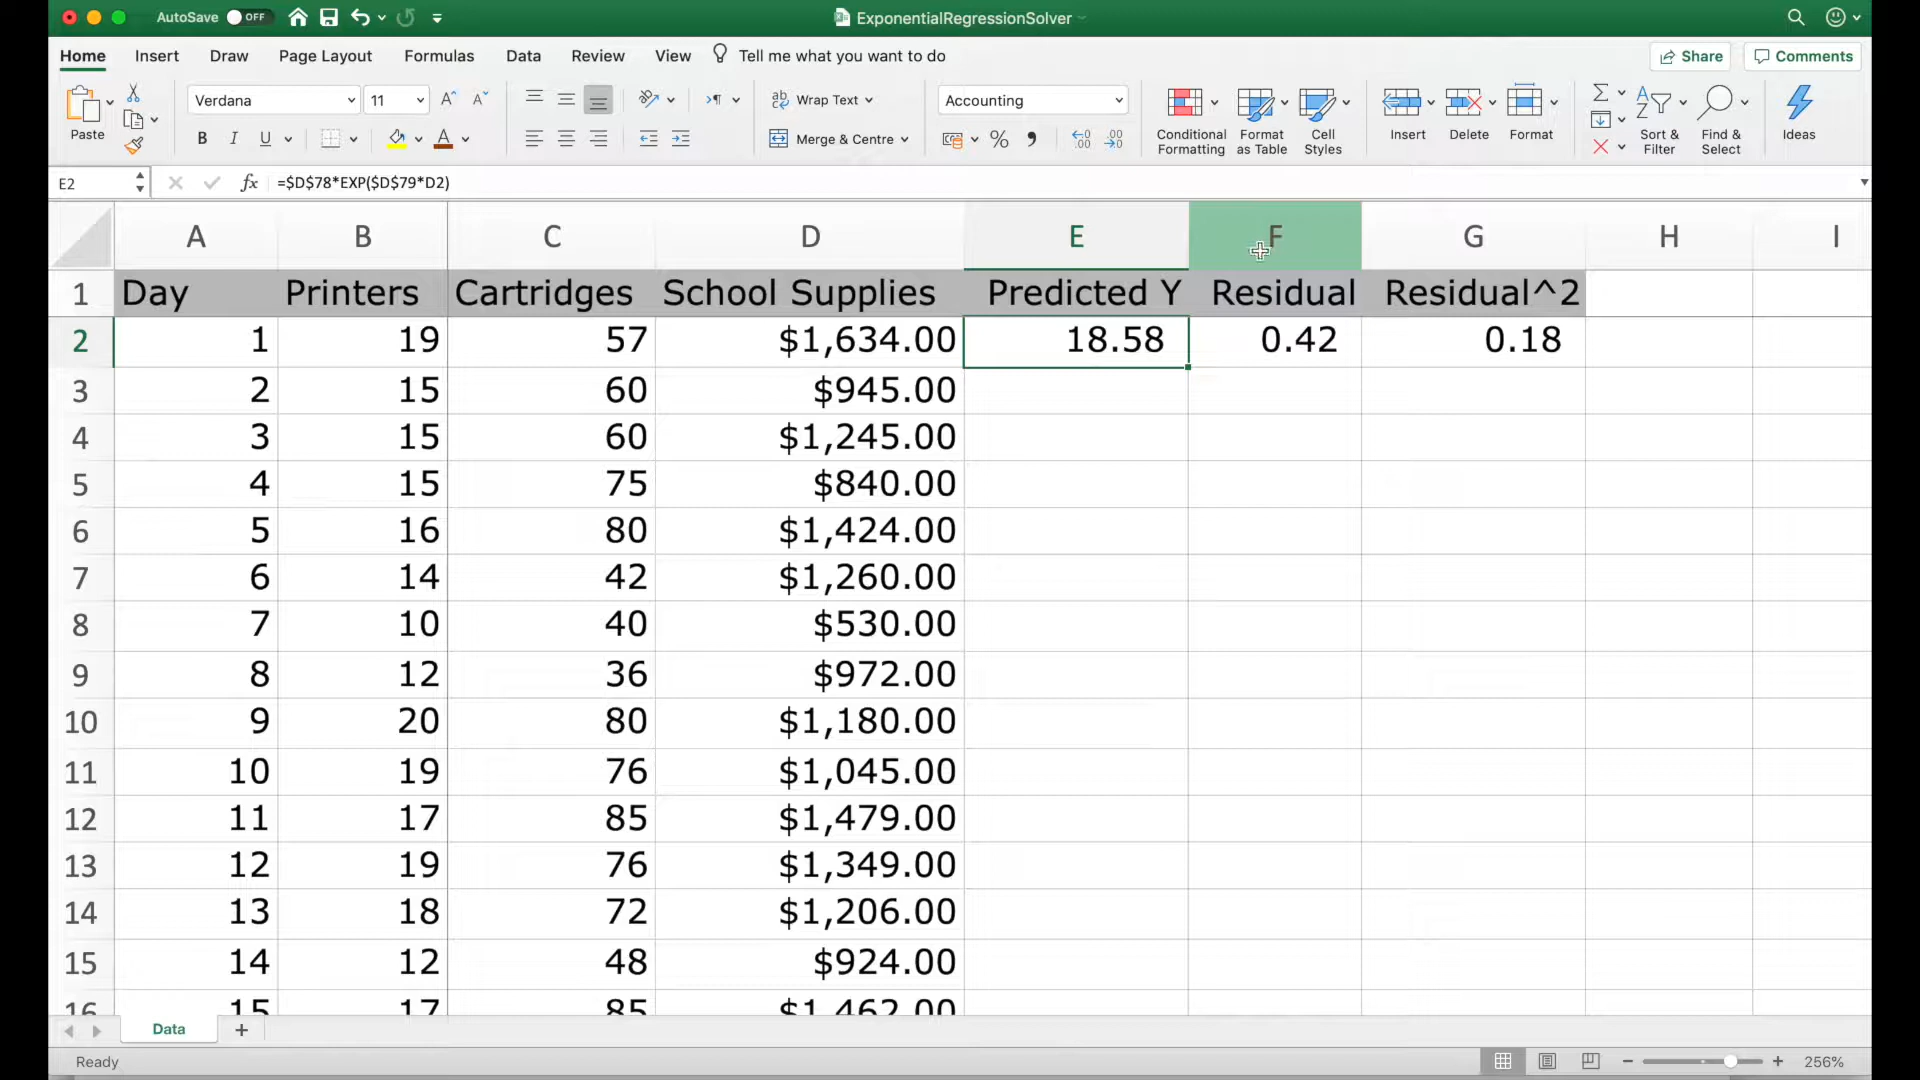 AutoSave OFF ExponentialRegressionSolver
Home Insert Draw Page Layout Formulas Data Review View Tell me what you want to do Share Comments
Paste Verdana 11 Wrap Text Accounting
B I U Merge & Centre % Conditional Formatting Format as Table Cell Styles Insert Delete Format Sort & Filter Find & Select Ideas
E2 fx =$D$78*EXP($D$79*D2)
A B C D E F G H I
1 Day Printers Cartridges School Supplies Predicted Y Residual Residual^2
2 1 19 57 $1,634.00 18.58 0.42 0.18
3 2 15 60 $945.00
4 3 15 60 $1,245.00
5 4 15 75 $840.00
6 5 16 80 $1,424.00
7 6 14 42 $1,260.00
8 7 10 40 $530.00
9 8 12 36 $972.00
10 9 20 80 $1,180.00
11 10 19 76 $1,045.00
12 11 17 85 $1,479.00
13 12 19 76 $1,349.00
14 13 18 72 $1,206.00
15 14 12 48 $924.00
16 15 17 85 $1,462.00
Data +
Ready 256%